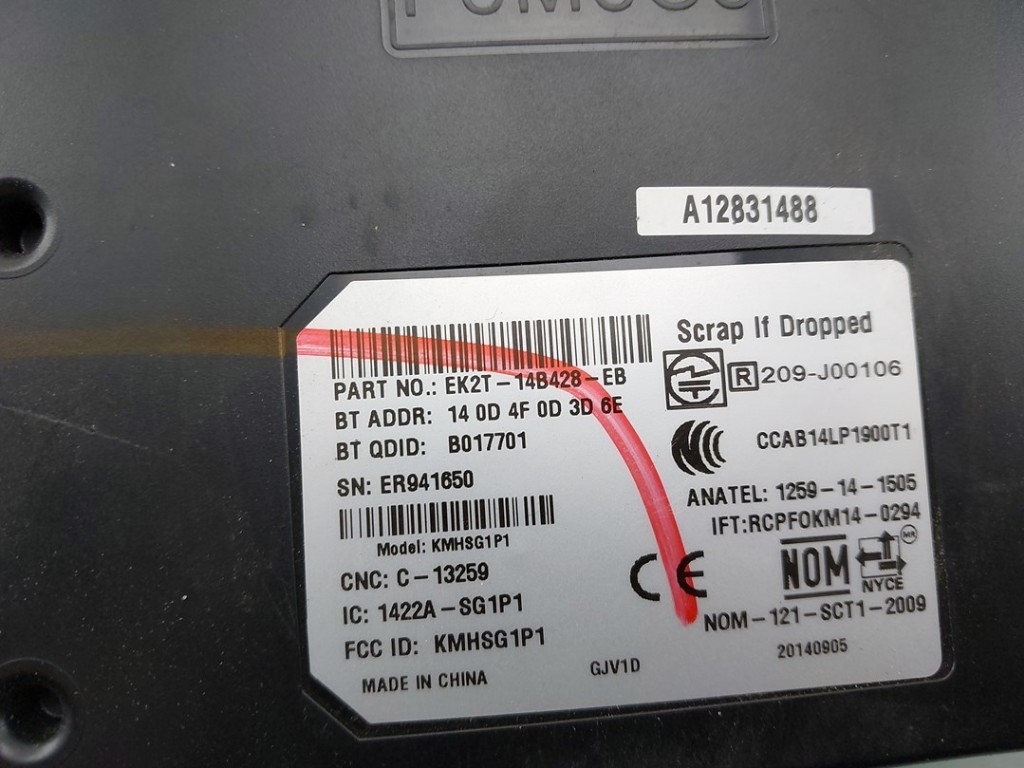 A12831488
Scrap If Dropped
PART NO.: EK2T-14B428-EB
R 209-J00106
BT ADDR: 14 0D 4F 0D 3D 6E
BT QDID: B017701
CCAB14LP1900T1
SN: ER941650
ANATEL: 1259-14-1505
IFT:RCPFOKM14-0294
Model: KMHSG1P1
CE
NOM
NYCE
CNC: C-13259
IC: 1422A-SG1P1
NOM-121-SCT1-2009
FCC ID: KMHSG1P1
20140905
GJV1D
MADE IN CHINA